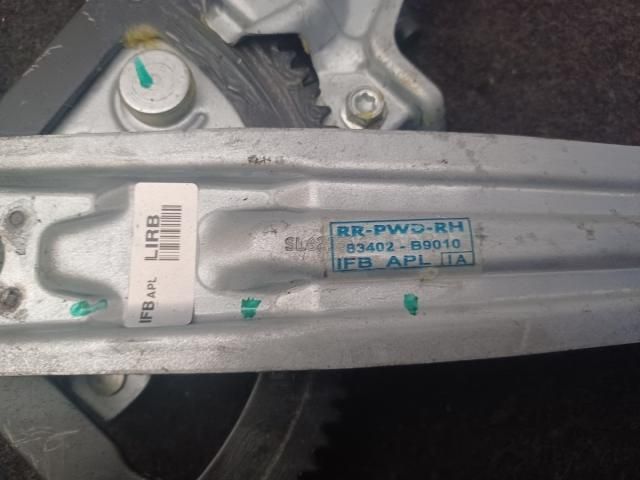 RR-PWD-RH
83402 - B9010
IFB APL IA
LIRB
IFB APL